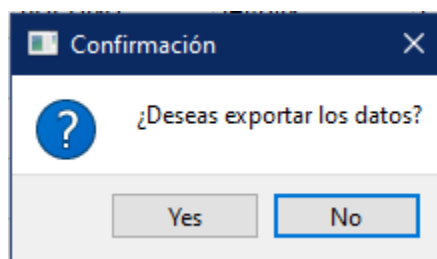 Confirmación
¿Deseas exportar los datos?
Yes
No